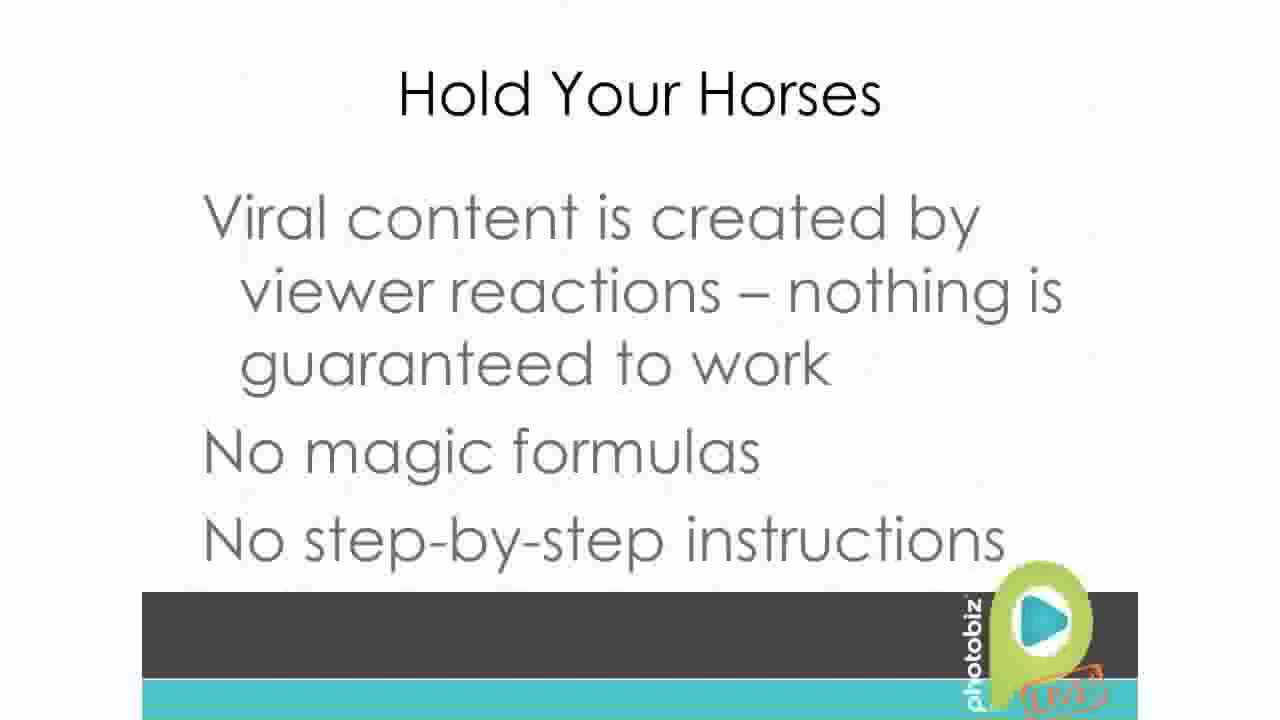 Hold Your Horses
Viral content is created by
viewer reactions – nothing is
guaranteed to work
No magic formulas
No step-by-step instructions
photobiz
LIVE